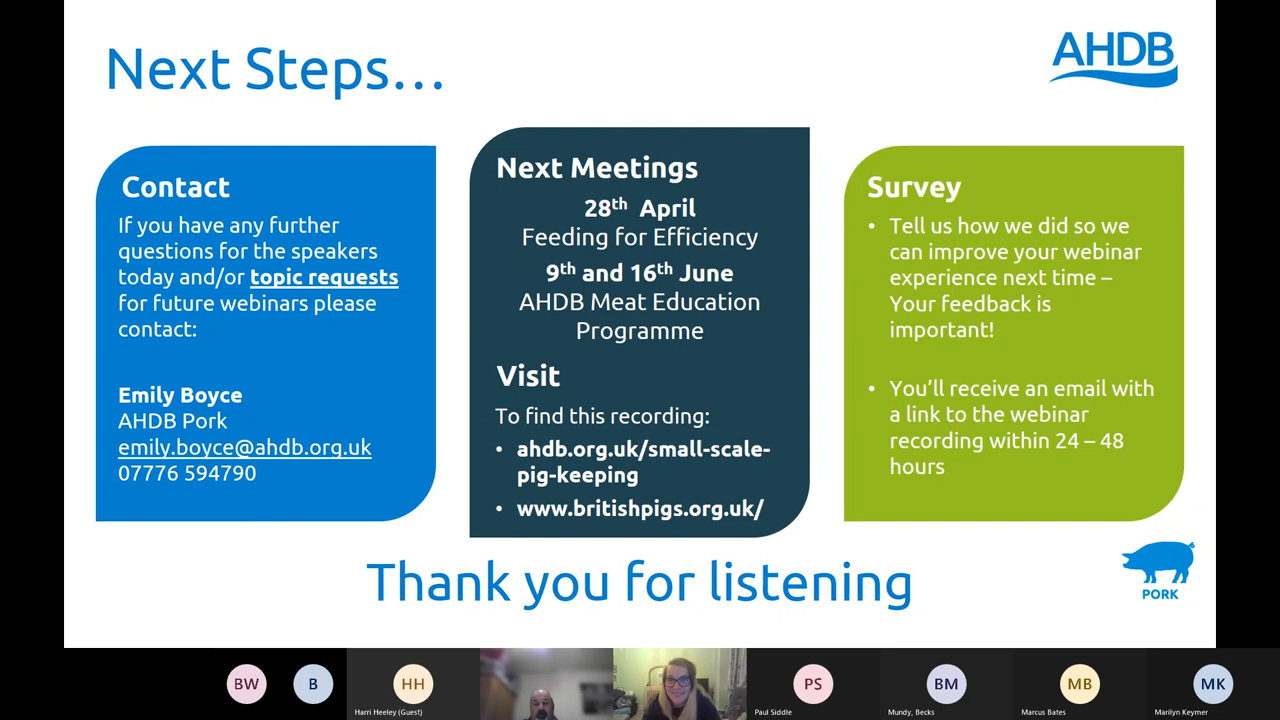 Next Steps...
AHDB
Contact
If you have any further
questions for the speakers
today and/or topic requests
for future webinars please
contact:
Emily Boyce
AHDB Pork
emily.boyce@ahdb.org.uk
07776 594790
Next Meetings
28th April
Feeding for Efficiency
9th and 16th June
AHDB Meat Education
Programme
Visit
To find this recording:
• ahdb.org.uk/small-scale-
pig-keeping
• www.britishpigs.org.uk/
Survey
• Tell us how we did so we
can improve your webinar
experience next time –
Your feedback is
important!
• You’ll receive an email with
a link to the webinar
recording within 24 – 48
hours
Thank you for listening
PORK
BW
B
HH
Harri Heeley (Guest)
PS
Paul Siddle
BM
Mundy, Becks
MB
Marcus Bates
MK
Marilyn Keymer